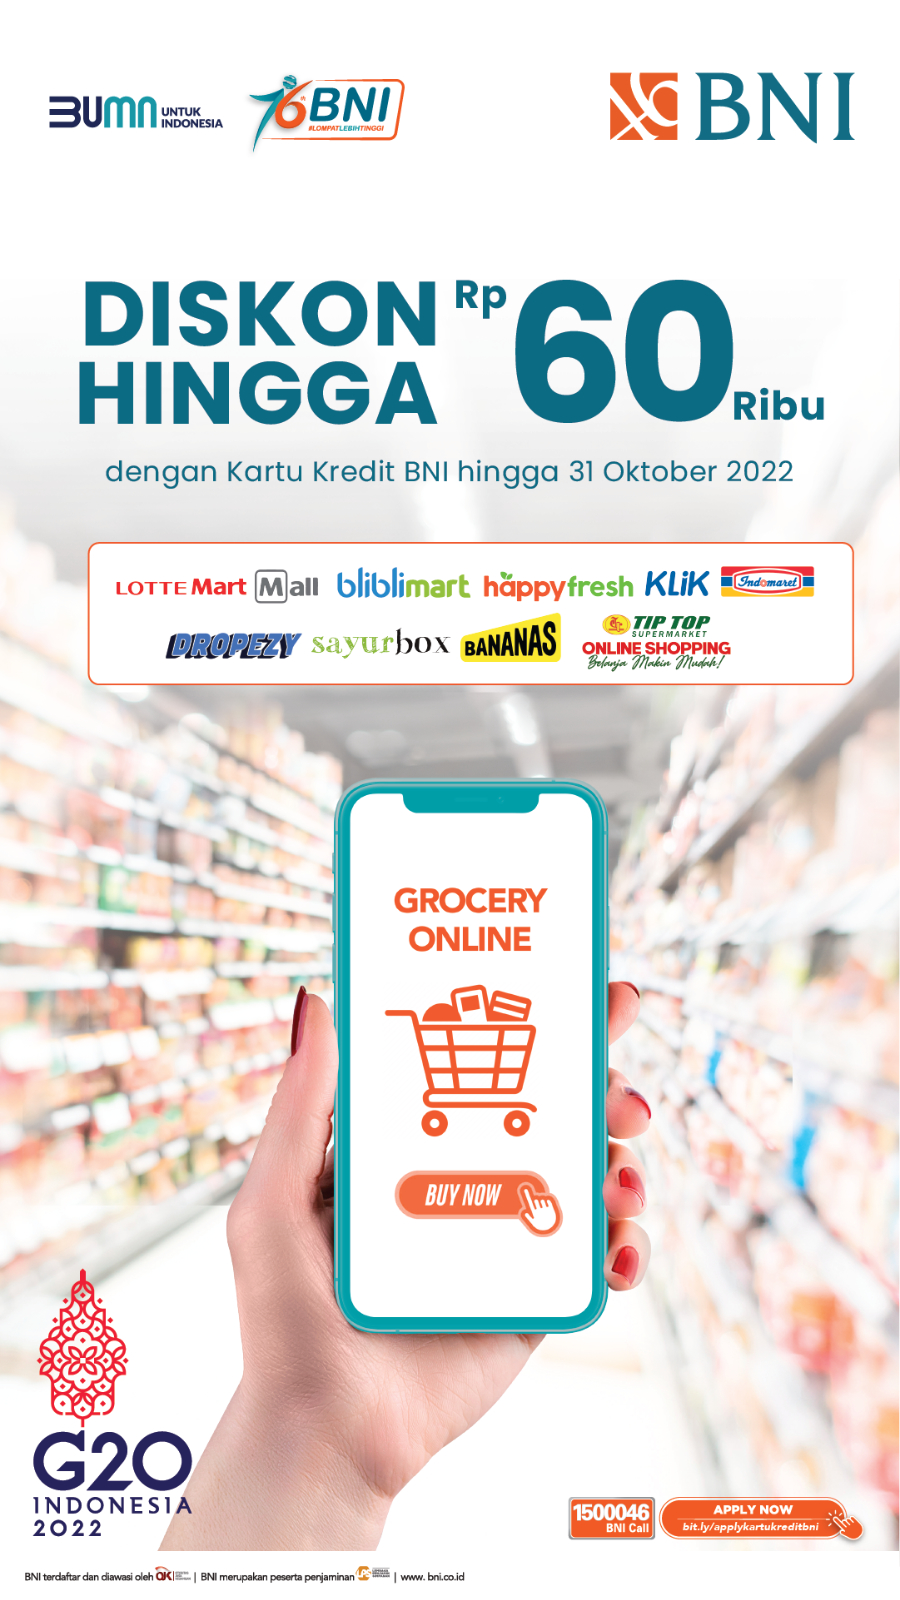 BUMN UNTUK INDONESIA
76th BNI
#LOMPATLEBIHTINGGI
BNI
DISKON HINGGA Rp 60 Ribu
dengan Kartu Kredit BNI hingga 31 Oktober 2022
LOTTE Mart Mall bliblimart happyfresh KLiK Indomaret
DROPEZY sayurbox BANANAS TIP TOP
SUPERMARKET
ONLINE SHOPPING
Belanja Makin Mudah!
GROCERY
ONLINE
BUY NOW
G20
INDONESIA
2022
1500046
BNI Call
APPLY NOW
bit.ly/applykartukreditbni
BNI terdaftar dan diawasi oleh OJK | BNI merupakan peserta penjaminan LPS | www. bni.co.id